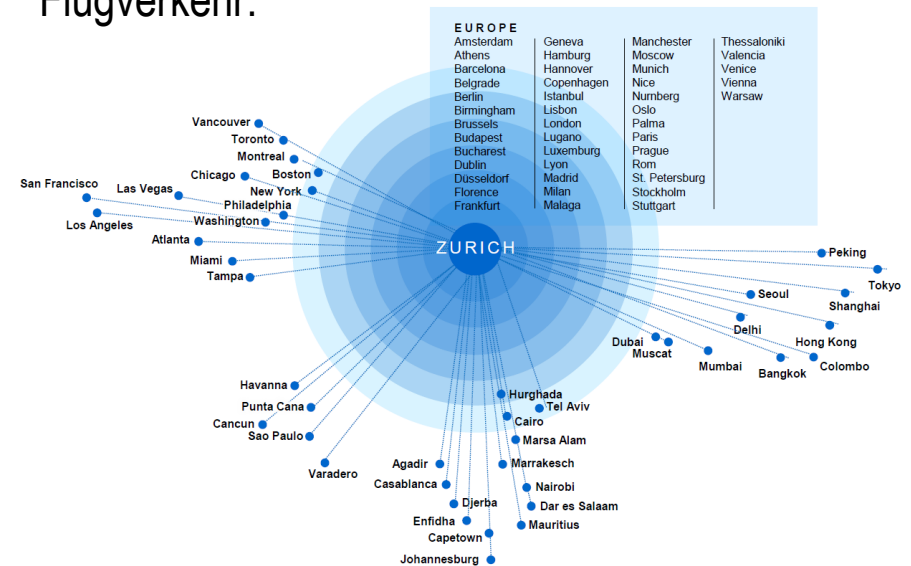 Flugverkehr:
EUROPE
Amsterdam
Athens
Barcelona
Belgrade
Berlin
Birmingham
Brussels
Budapest
Bucharest
Dublin
Düsseldorf
Florence
Frankfurt
Geneva
Hamburg
Hannover
Copenhagen
Istanbul
Lisbon
London
Lugano
Luxemburg
Lyon
Madrid
Milan
Malaga
Manchester
Moscow
Munich
Nice
Nurnberg
Oslo
Palma
Paris
Prague
Rom
St. Petersburg
Stockholm
Stuttgart
Thessaloniki
Valencia
Venice
Vienna
Warsaw
Vancouver
Toronto
Montreal
Chicago
Boston
San Francisco
Las Vegas
New York
Philadelphia
Los Angeles
Washington
Atlanta
Miami
Tampa
ZURICH
Peking
Tokyo
Seoul
Shanghai
Delhi
Hong Kong
Dubai
Muscat
Mumbai
Bangkok
Colombo
Havanna
Punta Cana
Cancun
Sao Paulo
Varadero
Hurghada
Tel Aviv
Cairo
Marsa Alam
Agadir
Marrakesch
Casablanca
Nairobi
Djerba
Dar es Salaam
Enfidha
Mauritius
Capetown
Johannesburg